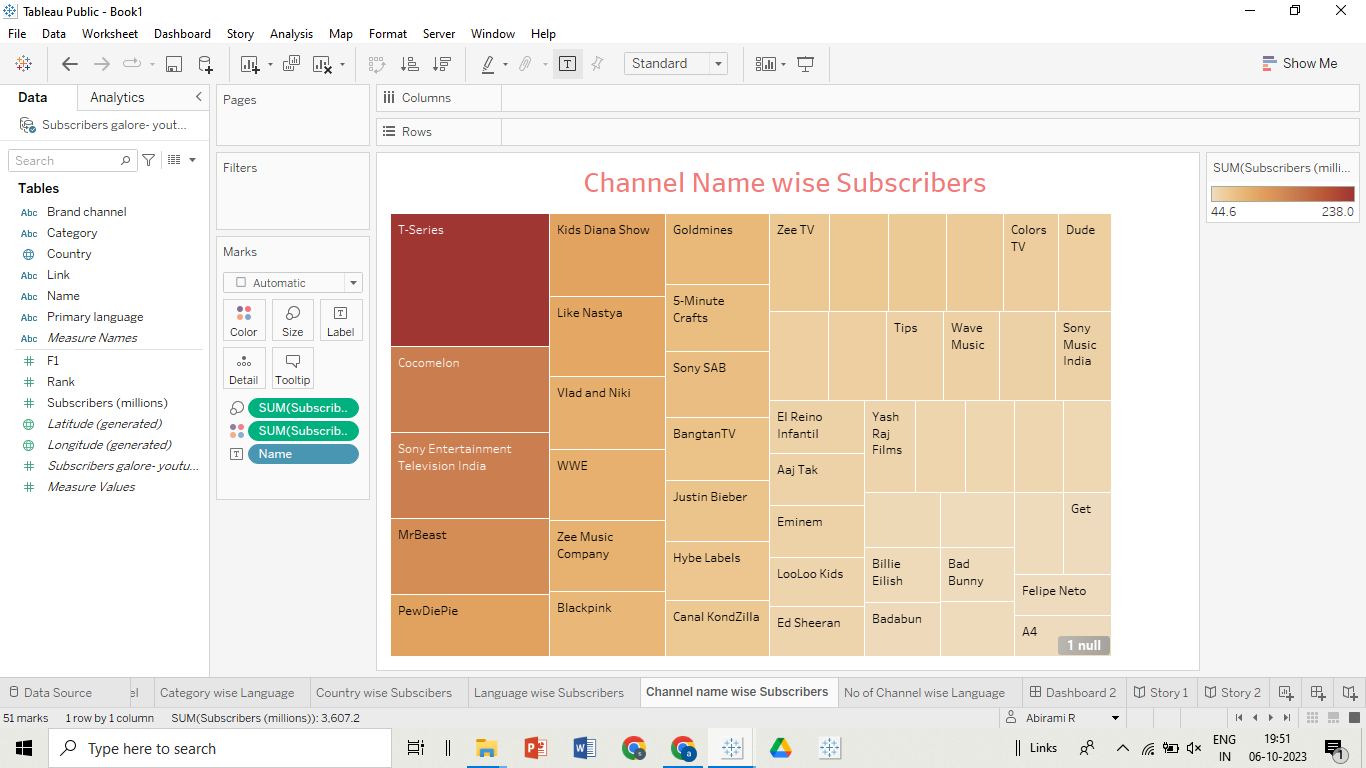 Tableau Public - Book1
File Data Worksheet Dashboard Story Analysis Map Format Server Window Help
Standard
Show Me
Data Analytics
Subscribers galore- yout...
Search
Tables
Abc Brand channel
Abc Category
Country
Abc Link
Abc Name
Abc Primary language
Abc Measure Names
F1
Rank
Subscribers (millions)
Latitude (generated)
Longitude (generated)
Subscribers galore- youtu...
Measure Values
Pages
Filters
Marks
Automatic
Color Size Label
Detail Tooltip
SUM(Subscrib..
SUM(Subscrib..
Name
Columns
Rows
Channel Name wise Subscribers
T-Series
Cocomelon
Sony Entertainment
Television India
MrBeast
PewDiePie
Kids Diana Show
Like Nastya
Vlad and Niki
WWE
Zee Music
Company
Blackpink
Goldmines
5-Minute
Crafts
Sony SAB
BangtanTV
Justin Bieber
Hybe Labels
Canal KondZilla
Zee TV
Colors
TV
Dude
Tips
Wave
Music
Sony
Music
India
El Reino
Infantil
Aaj Tak
Eminem
LooLoo Kids
Ed Sheeran
Yash
Raj
Films
Billie
Eilish
Badabun
Bad
Bunny
Get
Felipe Neto
A4
1 null
SUM(Subscribers (milli...
44.6 238.0
Data Source
el
Category wise Language
Country wise Subscibers
Language wise Subscribers
Channel name wise Subscribers
No of Channel wise Language
Dashboard 2
Story 1
Story 2
51 marks 1 row by 1 column SUM(Subscribers (millions)): 3,607.2
Abirami R
Type here to search
Links
ENG
IN
19:51
06-10-2023
1